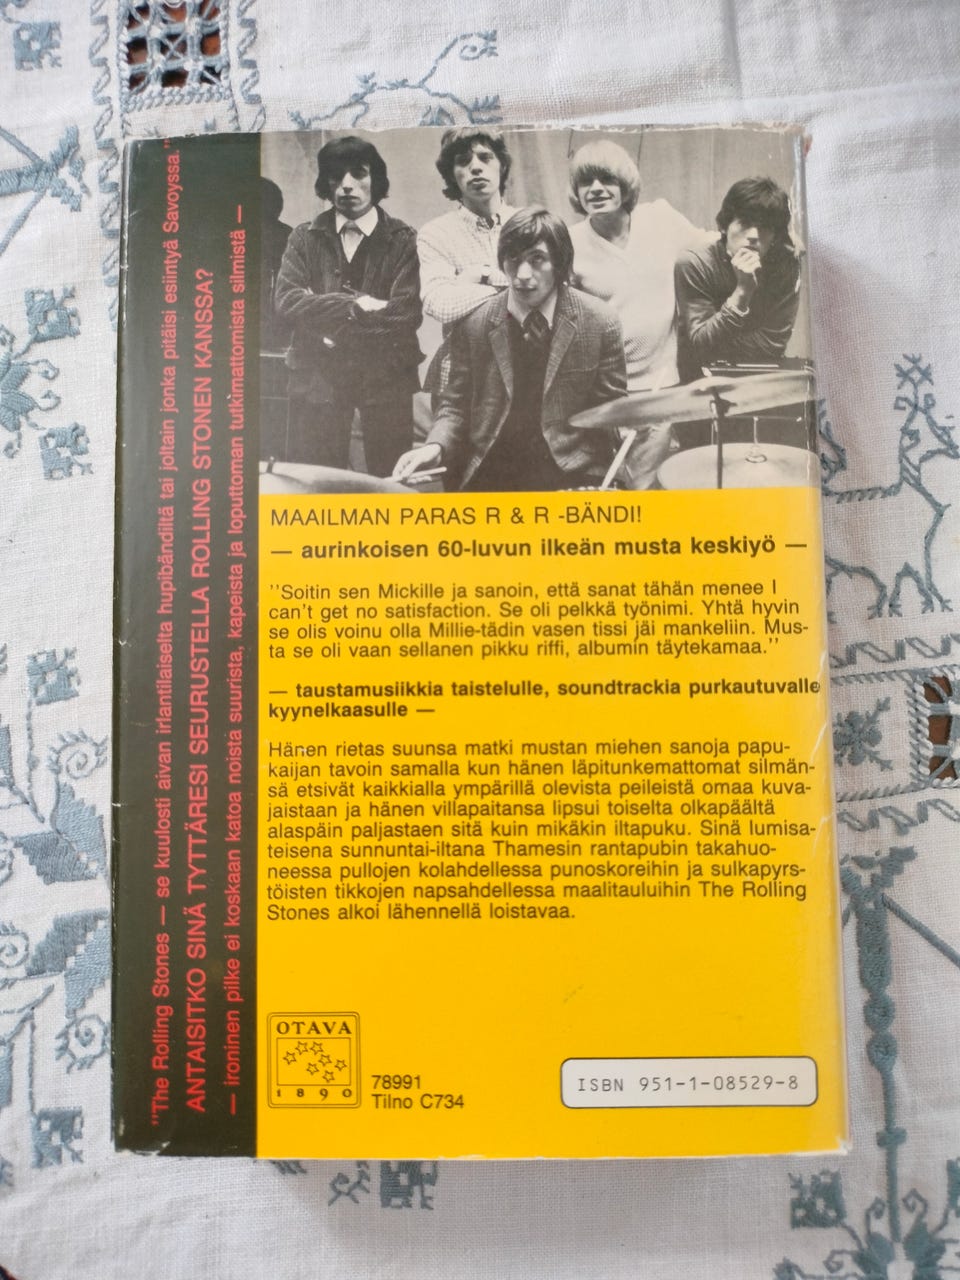 "The Rolling Stones — se kuulosti aivan irlantilaiselta hupibändiltä tai joltain jonka pitäisi esiintyä Savoyssa."
ANTAISITKO SINÄ TYTTÄRESI SEURUSTELLA ROLLING STONEN KANSSA?
— ironinen pilke ei koskaan katoa noista suurista, kapeista ja loputtoman tutkimattomista silmistä —
MAAILMAN PARAS R & R -BÄNDI!
— aurinkoisen 60-luvun ilkeän musta keskiyö —
"Soitin sen Mickille ja sanoin, että sanat tähän menee I
can't get no satisfaction. Se oli pelkkä työnimi. Yhtä hyvin
se olis voinu olla Millie-tädin vasen tissi jäi mankeliin. Mus-
ta se oli vaan sellanen pikku riffi, albumin täytekamaa."
— taustamusiikkia taistelulle, soundtrackia purkautuvalle
kyynelkaasulle —
Hänen rietas suunsa matki mustan miehen sanoja papu-
kaijan tavoin samalla kun hänen läpitunkemattomat silmän-
sä etsivät kaikkialla ympärillä olevista peileistä omaa kuva-
jaistaan ja hänen villapaitansa lipsui toiselta olkapäältä
alaspäin paljastaen sitä kuin mikäkin iltapuku. Sinä lumisa-
teisena sunnuntai-iltana Thamesin rantapubin takahuo-
neessa pullojen kolahdellessa punoskoreihin ja sulkapyrs-
töisten tikkojen napsahdellessa maalitauluihin The Rolling
Stones alkoi lähennellä loistavaa.
OTAVA
1890
78991
Tilno C734
ISBN 951-1-08529-8